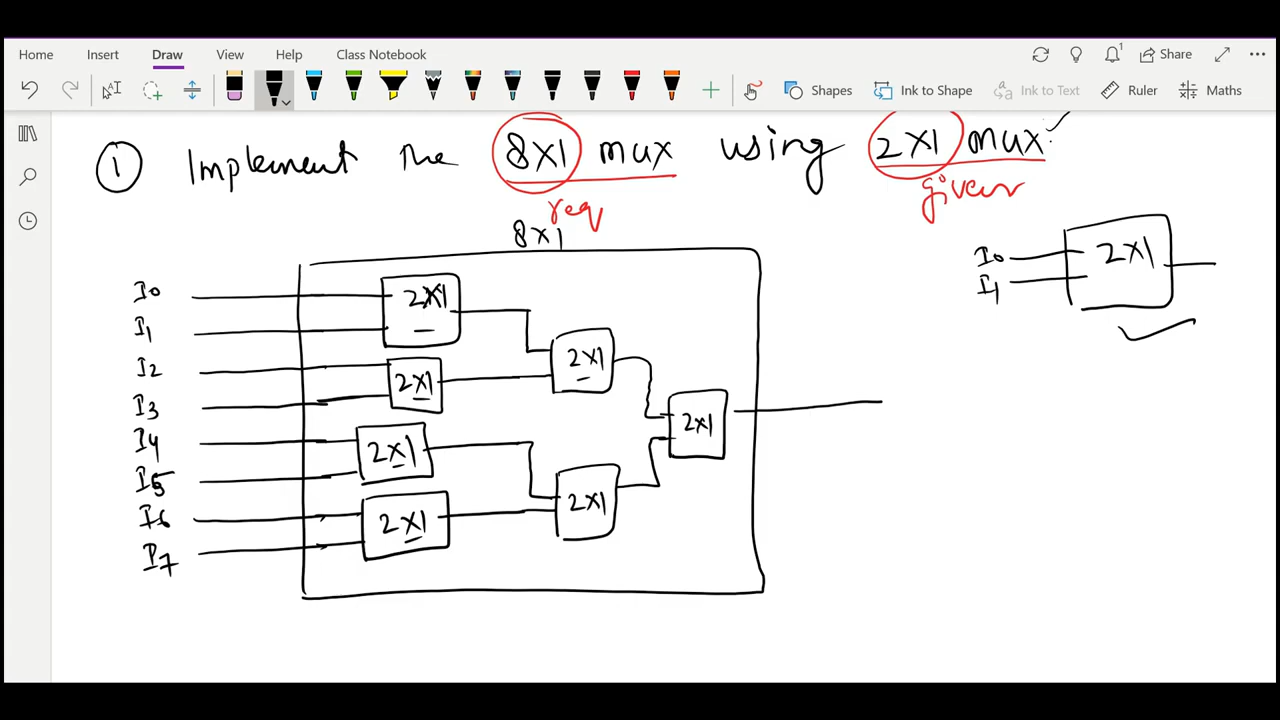 Home Insert Draw View Help Class Notebook 1 Share
Shapes Ink to Shape Ink to Text Ruler Maths
1 Implement the 8X1 mux using 2X1 mux.
req given
8X1
I0 I1 2X1
I0 2X1
I1
I2 2X1 2X1
I3
I4 2X1 2X1
I5
I6 2X1 2X1
I7